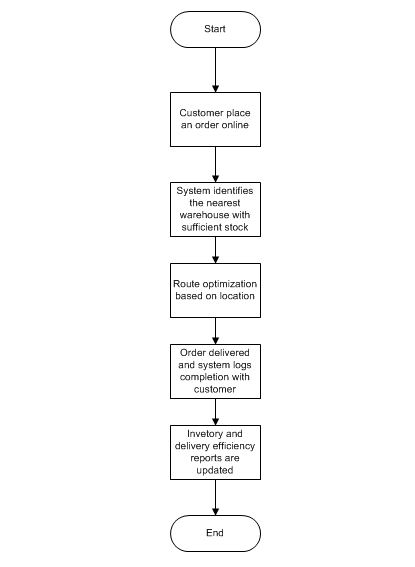 Start
Customer place
an order online
System identifies
the nearest
warehouse with
sufficient stock
Route optimization
based on location
Order delivered
and system logs
completion with
customer
Invetory and
delivery efficiency
reports are
updated
End